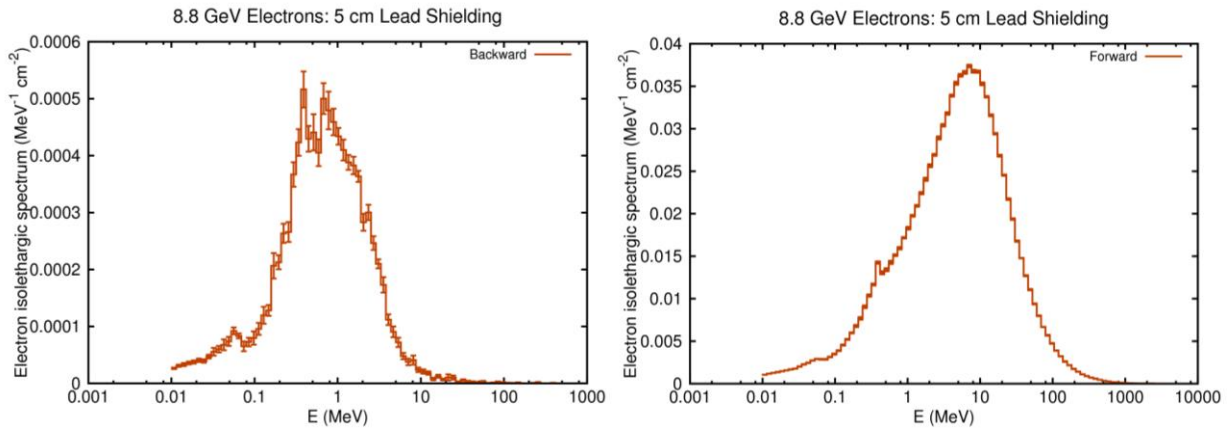 8.8 GeV Electrons: 5 cm Lead Shielding
Electron isolethargic spectrum (MeV⁻¹ cm⁻²)
0.0006
0.0005
0.0004
0.0003
0.0002
0.0001
0
Backward
0.001 0.01 0.1 1 10 100 1000
E (MeV)
8.8 GeV Electrons: 5 cm Lead Shielding
Electron isolethargic spectrum (MeV⁻¹ cm⁻²)
0.04
0.035
0.03
0.025
0.02
0.015
0.01
0.005
0
Forward
0.001 0.01 0.1 1 10 100 1000 10000
E (MeV)